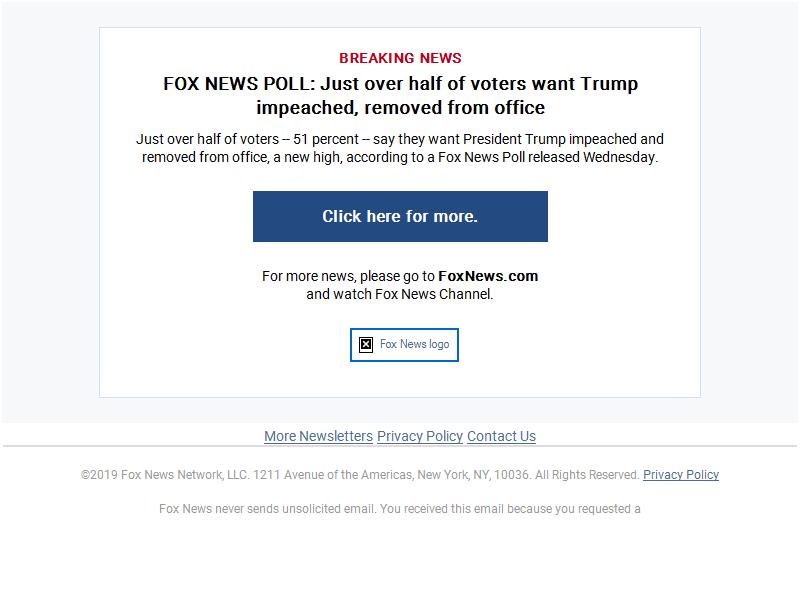 BREAKING NEWS
FOX NEWS POLL: Just over half of voters want Trump
impeached, removed from office
Just over half of voters -- 51 percent -- say they want President Trump impeached and
removed from office, a new high, according to a Fox News Poll released Wednesday.
Click here for more.
For more news, please go to FoxNews.com
and watch Fox News Channel.
Fox News logo
More Newsletters Privacy Policy Contact Us
©2019 Fox News Network, LLC. 1211 Avenue of the Americas, New York, NY, 10036. All Rights Reserved. Privacy Policy
Fox News never sends unsolicited email. You received this email because you requested a